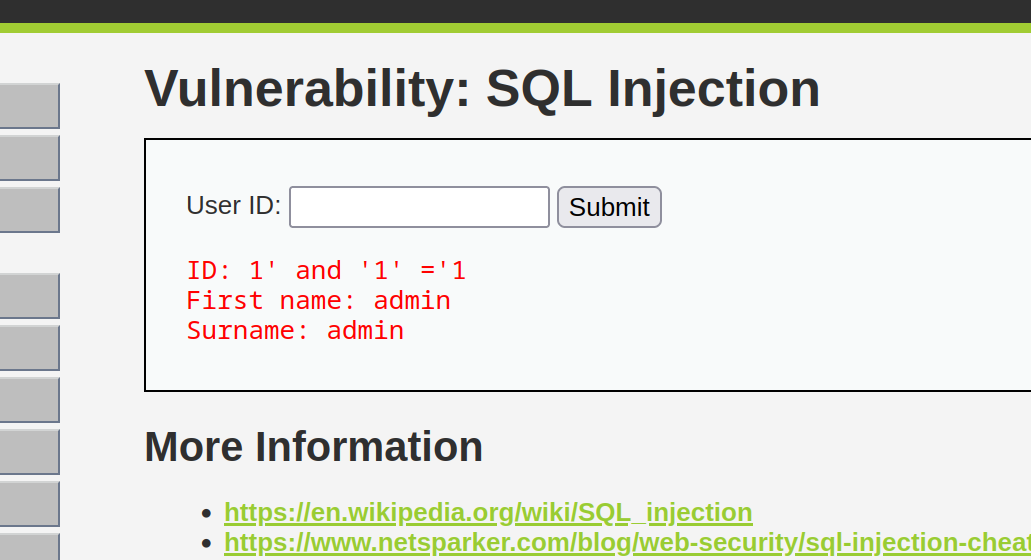 Vulnerability: SQL Injection
User ID: Submit
ID: 1' and '1' ='1
First name: admin
Surname: admin
More Information
https://en.wikipedia.org/wiki/SQL_injection
https://www.netsparker.com/blog/web-security/sql-injection-cheat